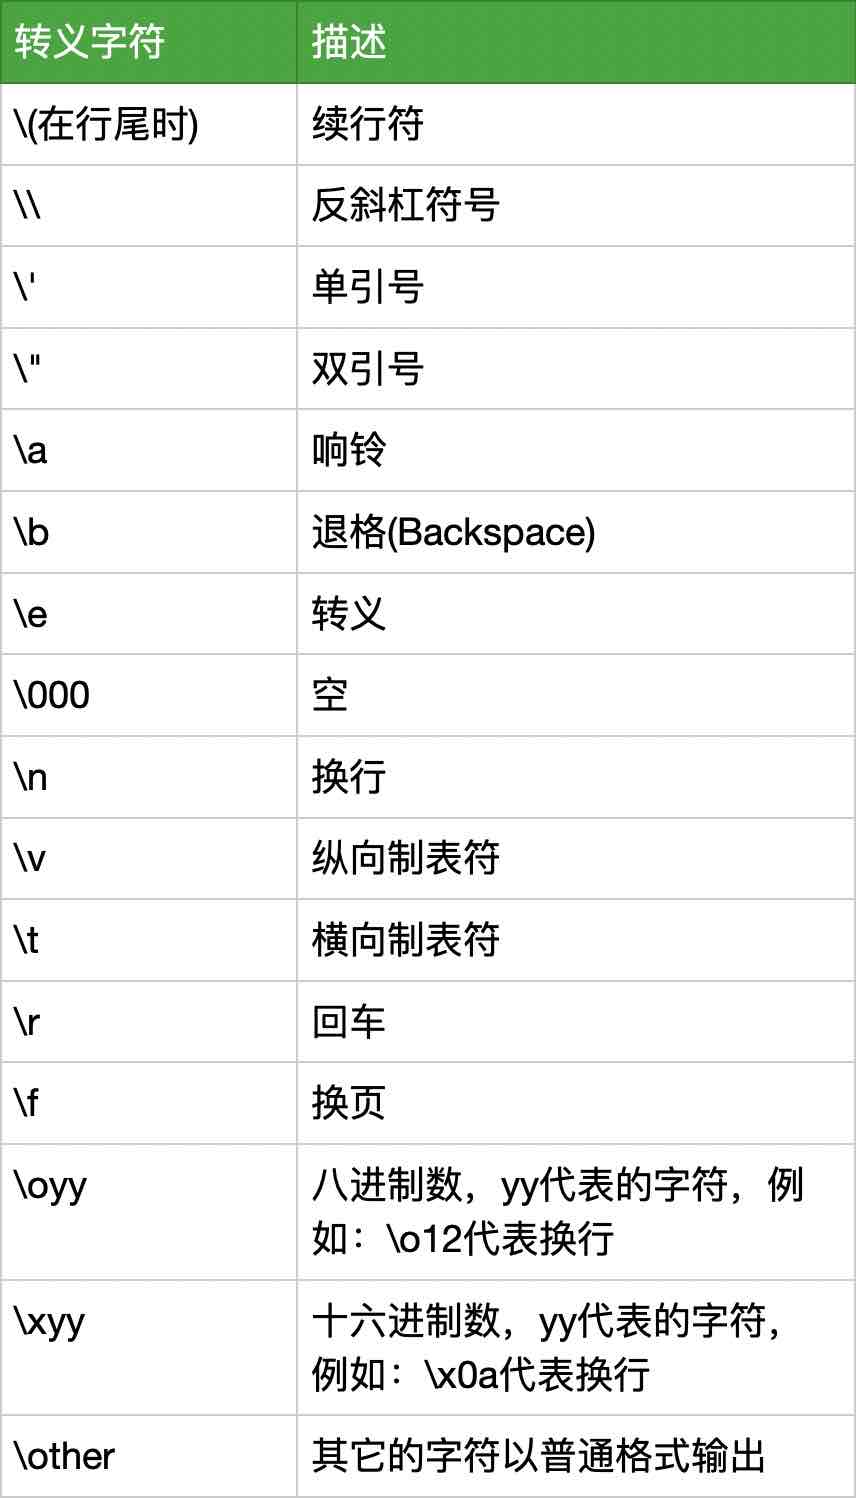 转义字符 描述
\(在行尾时) 续行符
\\ 反斜杠符号
\' 单引号
\" 双引号
\a 响铃
\b 退格(Backspace)
\e 转义
\000 空
\n 换行
\v 纵向制表符
\t 横向制表符
\r 回车
\f 换页
\oyy 八进制数，yy代表的字符，例
如：\o12代表换行
\xyy 十六进制数，yy代表的字符，
例如：\x0a代表换行
\other 其它的字符以普通格式输出